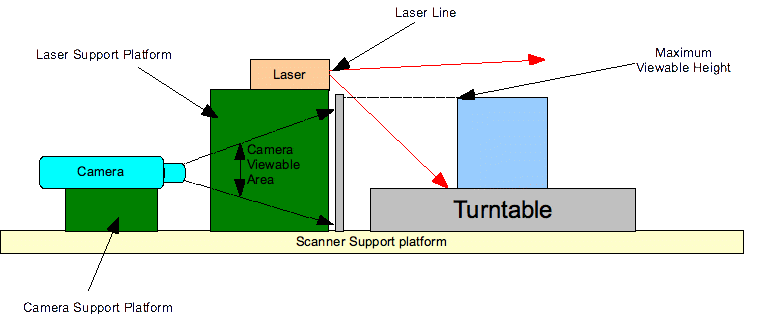 Laser Line
Laser Support Platform
Maximum
Viewable Height
Laser
Camera
Viewable
Area
Camera
Turntable
Scanner Support platform
Camera Support Platform